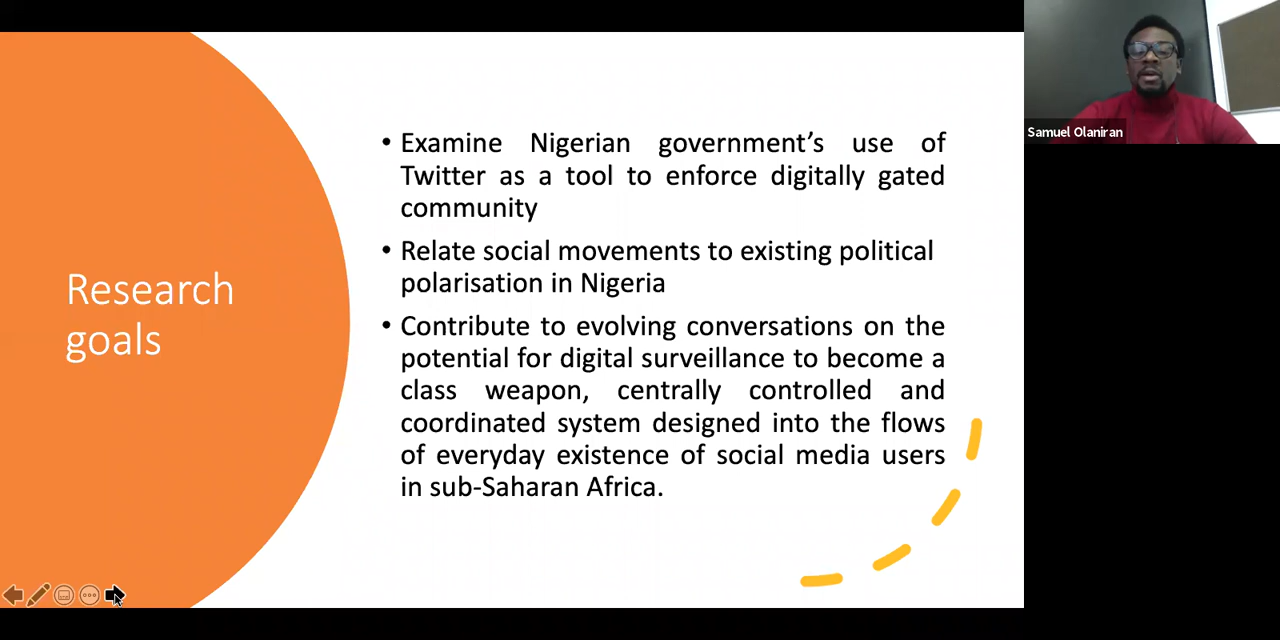 Research
goals
• Examine Nigerian government’s use of
Twitter as a tool to enforce digitally gated
community
• Relate social movements to existing political
polarisation in Nigeria
• Contribute to evolving conversations on the
potential for digital surveillance to become a
class weapon, centrally controlled and
coordinated system designed into the flows
of everyday existence of social media users
in sub-Saharan Africa.
Samuel Olaniran